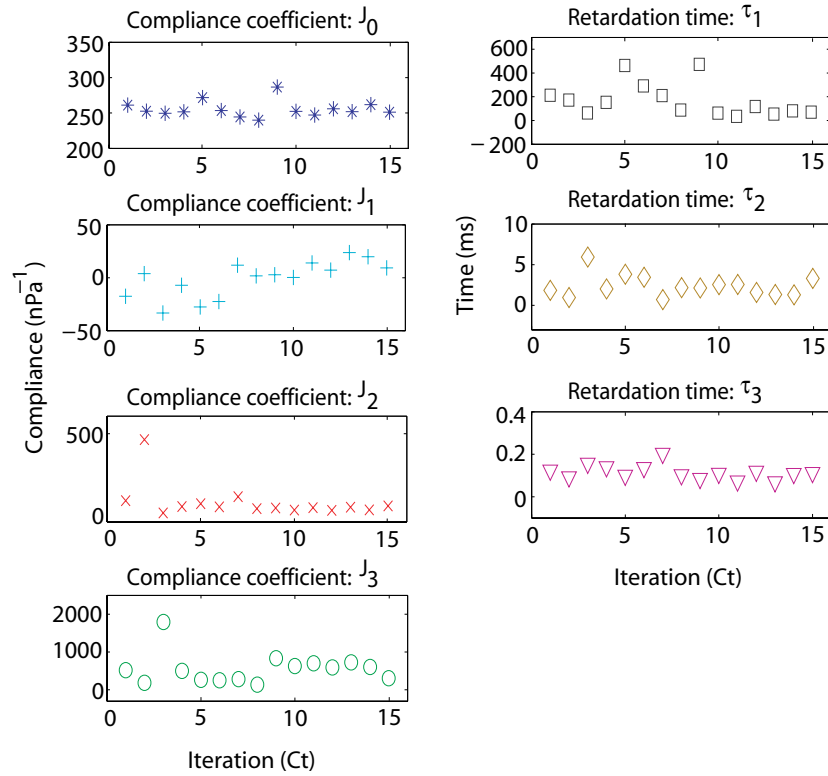 Compliance coefficient: J0
350
300
250
200
0 5 10 15
Compliance coefficient: J1
50
0
−50
0 5 10 15
Compliance (nPa−1)
Compliance coefficient: J2
500
0
0 5 10 15
Compliance coefficient: J3
2000
1000
0
0 5 10 15
Iteration (Ct)
Retardation time: τ1
600
400
200
0
−200
0 5 10 15
Retardation time: τ2
10
5
0
0 5 10 15
Time (ms)
Retardation time: τ3
0.4
0.2
0
0 5 10 15
Iteration (Ct)